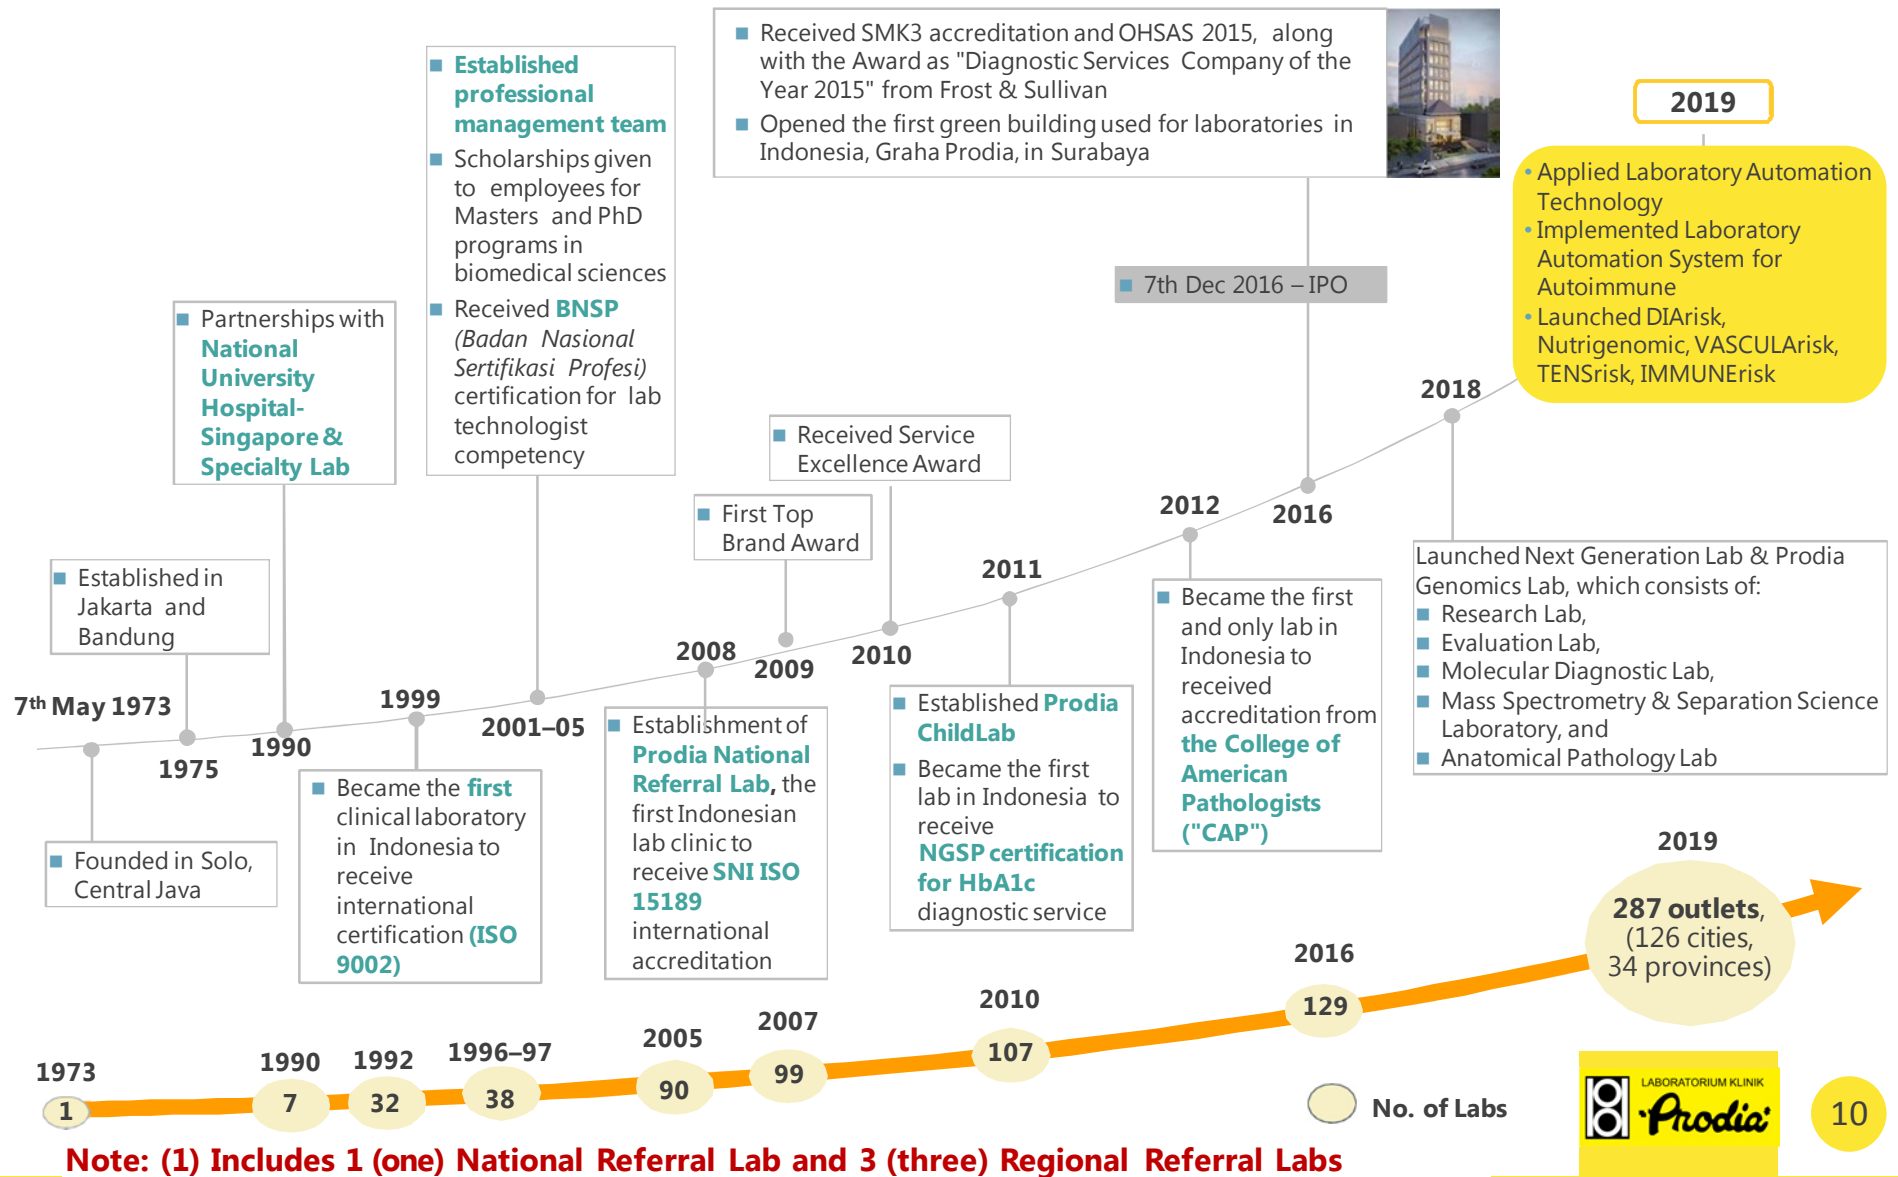 Received SMK3 accreditation and OHSAS 2015, along
with the Award as "Diagnostic Services Company of the
Year 2015" from Frost & Sullivan
Opened the first green building used for laboratories in
Indonesia, Graha Prodia, in Surabaya
2019
Applied Laboratory Automation
Technology
Implemented Laboratory
Automation System for
Autoimmune
Launched DIArisk,
Nutrigenomic, VASCULArisk,
TENSrisk, IMMUNErisk
Established
professional
management team
Scholarships given
to employees for
Masters and PhD
programs in
biomedical sciences
Received BNSP
(Badan Nasional
Sertifikasi Profesi)
certification for lab
technologist
competency
7th Dec 2016 – IPO
Partnerships with
National
University
Hospital-
Singapore &
Specialty Lab
2018
Received Service
Excellence Award
First Top
Brand Award
2012
2016
2011
Established in
Jakarta and
Bandung
2008
2009
2010
7th May 1973
1975
1990
1999
2001–05
Founded in Solo,
Central Java
Became the first
clinical laboratory
in Indonesia to
receive
international
certification (ISO
9002)
Establishment of
Prodia National
Referral Lab, the
first Indonesian
lab clinic to
receive SNI ISO
15189
international
accreditation
Established Prodia
ChildLab
Became the first
lab in Indonesia to
receive
NGSP certification
for HbA1c
diagnostic service
Became the first
and only lab in
Indonesia to
received
accreditation from
the College of
American
Pathologists
("CAP")
Launched Next Generation Lab & Prodia
Genomics Lab, which consists of:
Research Lab,
Evaluation Lab,
Molecular Diagnostic Lab,
Mass Spectrometry & Separation Science
Laboratory, and
Anatomical Pathology Lab
1973
1
1990
7
1992
32
1996–97
38
2005
90
2007
99
2010
107
2016
129
2019
287 outlets,
(126 cities,
34 provinces)
No. of Labs
LABORATORIUM KLINIK
Prodia
10
Note: (1) Includes 1 (one) National Referral Lab and 3 (three) Regional Referral Labs